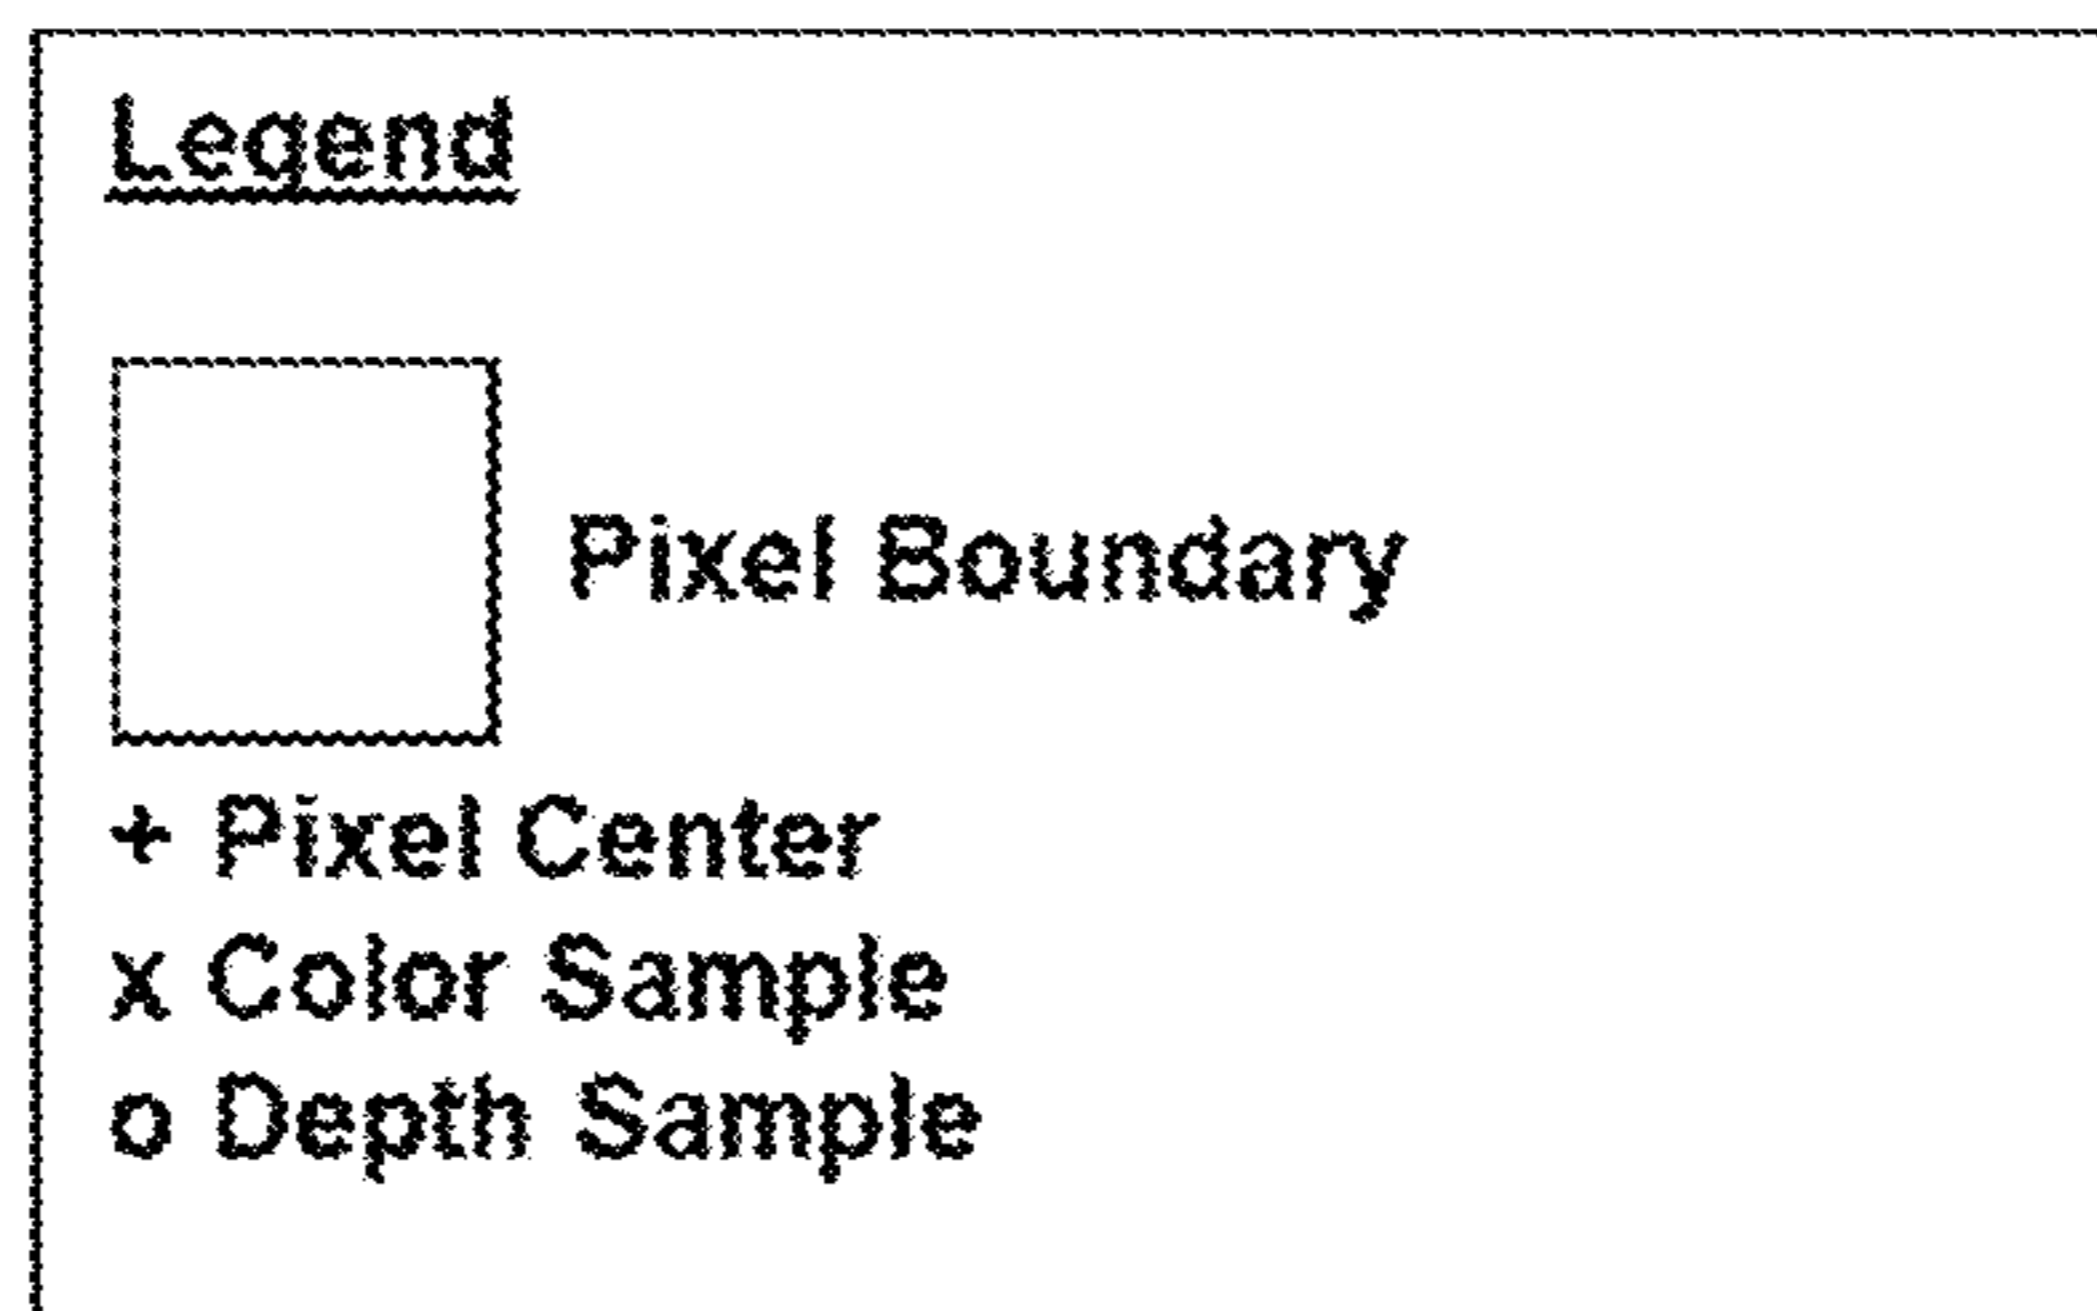 Legend
Pixel Boundary
+ Pixel Center
x Color Sample
o Depth Sample